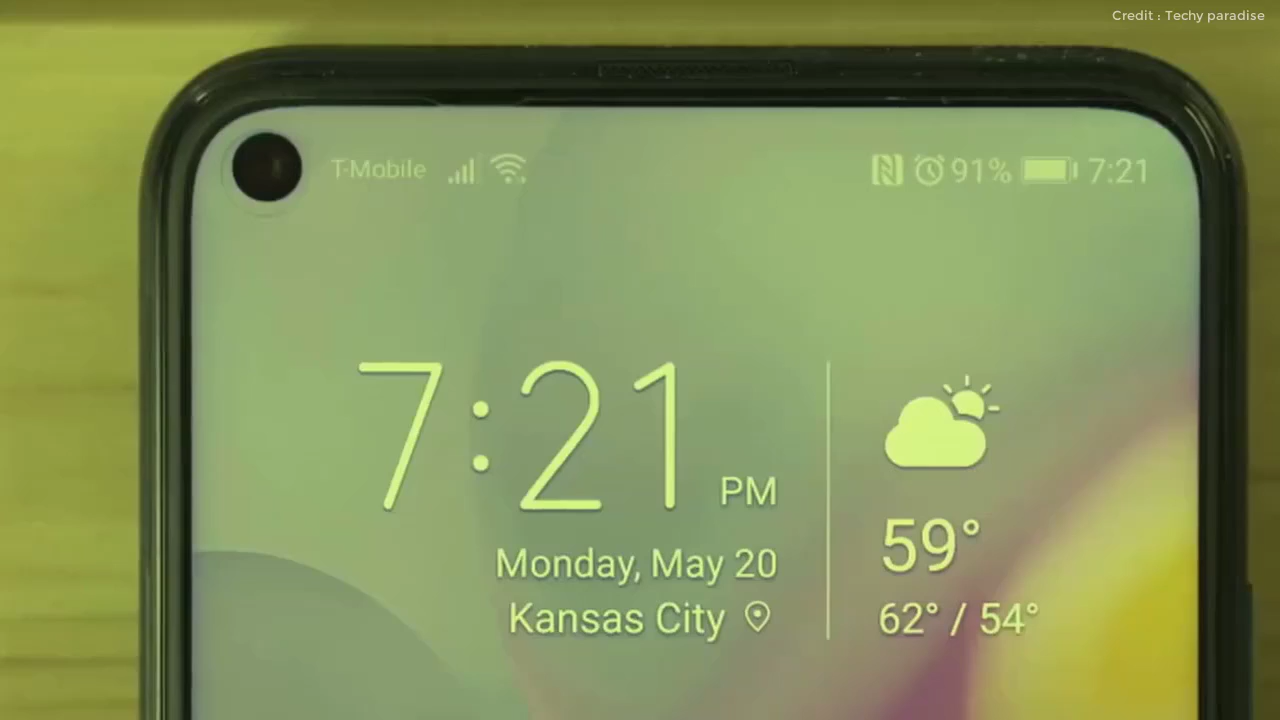 Credit : Techy paradise
T-Mobile 91% 7:21
7:21 PM
59°
Monday, May 20
Kansas City
62° / 54°